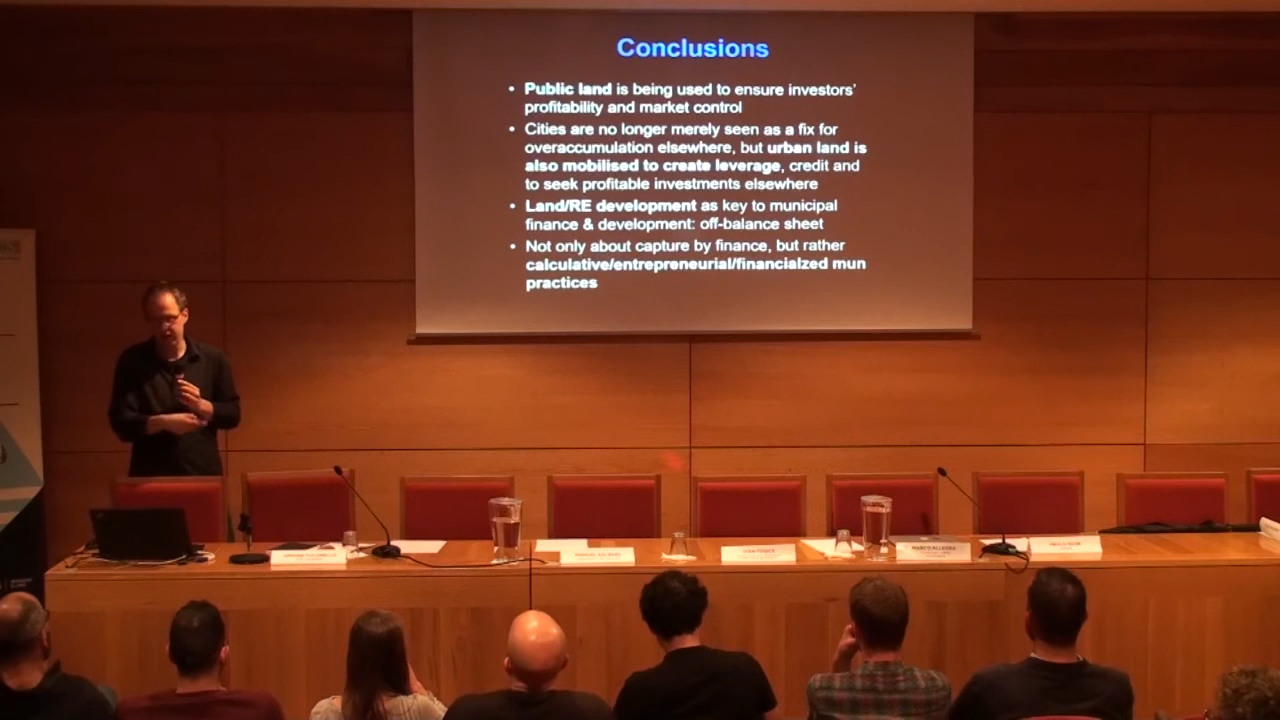 Conclusions
• Public land is being used to ensure investors'
profitability and market control
• Cities are no longer merely seen as a fix for
overaccumulation elsewhere, but urban land is
also mobilised to create leverage, credit and
to seek profitable investments elsewhere
• Land/RE development as key to municipal
finance & development: off-balance sheet
• Not only about capture by finance, but rather
calculative/entrepreneurial/financialzed mun
practices
MARCO ALLEGRA